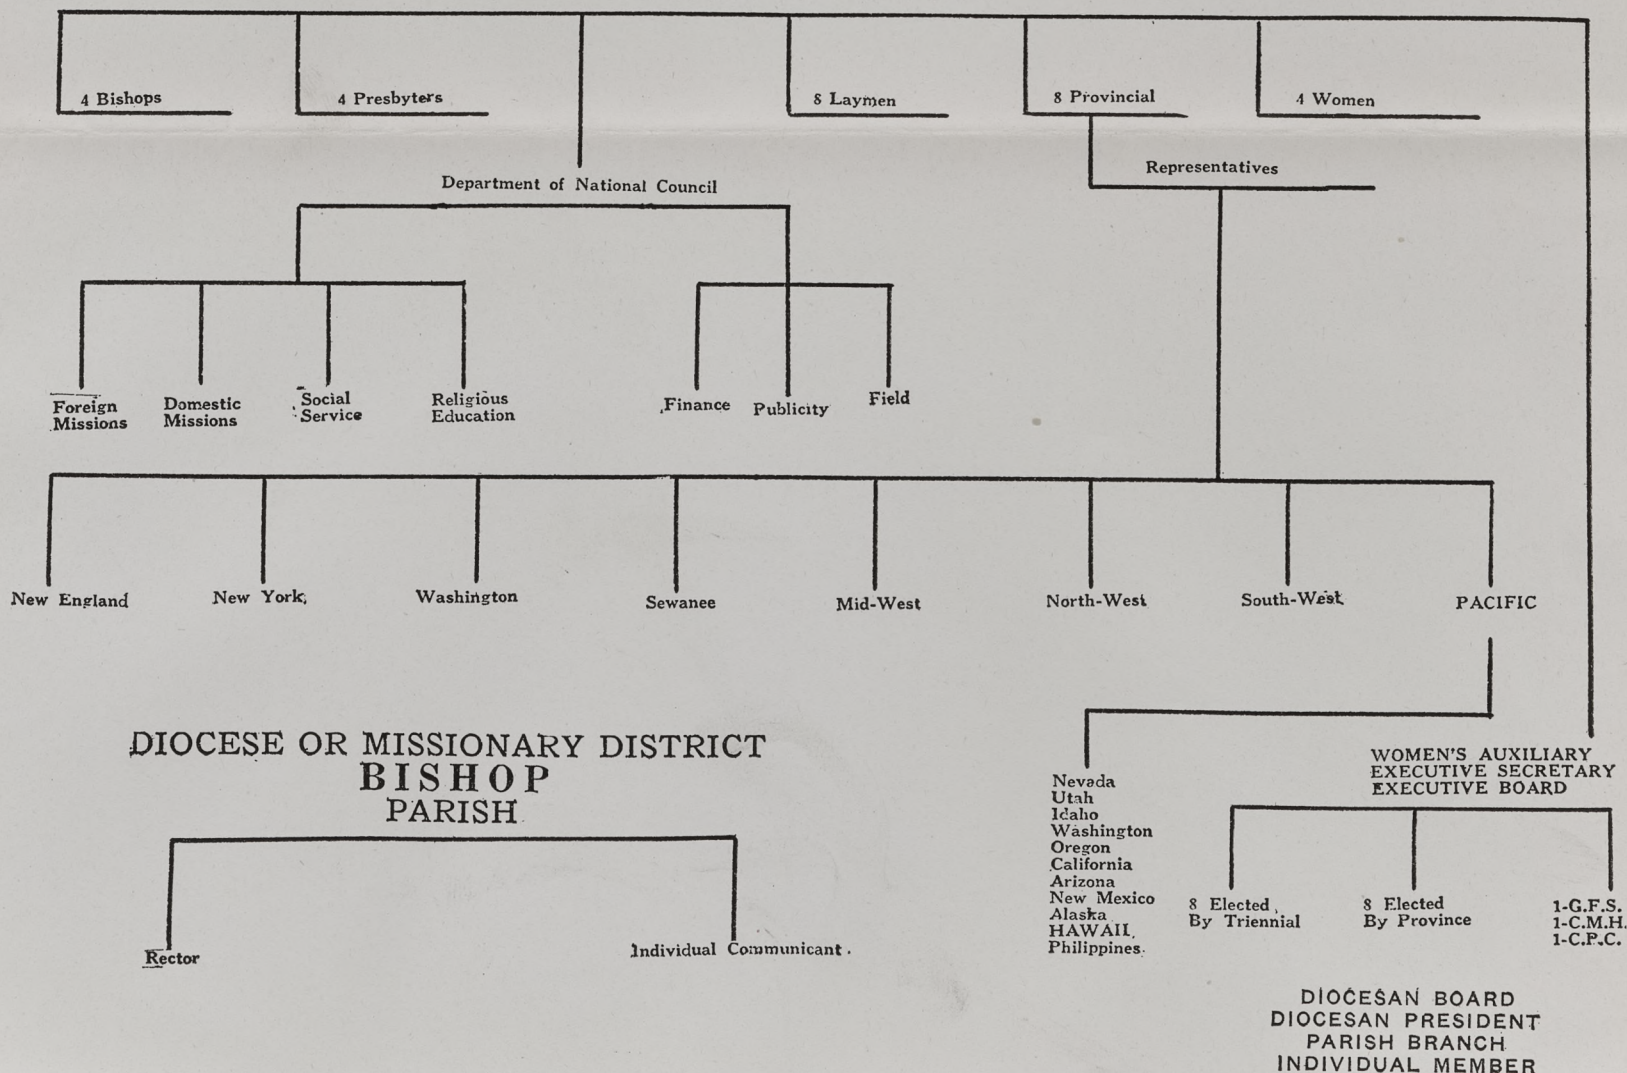 4 Bishops
4 Presbyters
8 Laymen
8 Provincial
4 Women
Representatives
Department of National Council
Foreign
Missions
Domestic
Missions
Social
Service
Religious
Education
Finance
Publicity
Field
New England
New York
Washington
Sewanee
Mid-West
North-West
South-West
PACIFIC
DIOCESE OR MISSIONARY DISTRICT
BISHOP
PARISH
Rector
Individual Communicant.
Nevada
Utah
Idaho
Washington
Oregon
California
Arizona
New Mexico
Alaska
HAWAII.
Philippines.
WOMEN'S AUXILIARY
EXECUTIVE SECRETARY
EXECUTIVE BOARD
8 Elected
By Triennial
8 Elected
By Province
1-G.F.S.
1-C.M.H.
1-C.P.C.
DIOCESAN BOARD
DIOCESAN PRESIDENT
PARISH BRANCH
INDIVIDUAL MEMBER